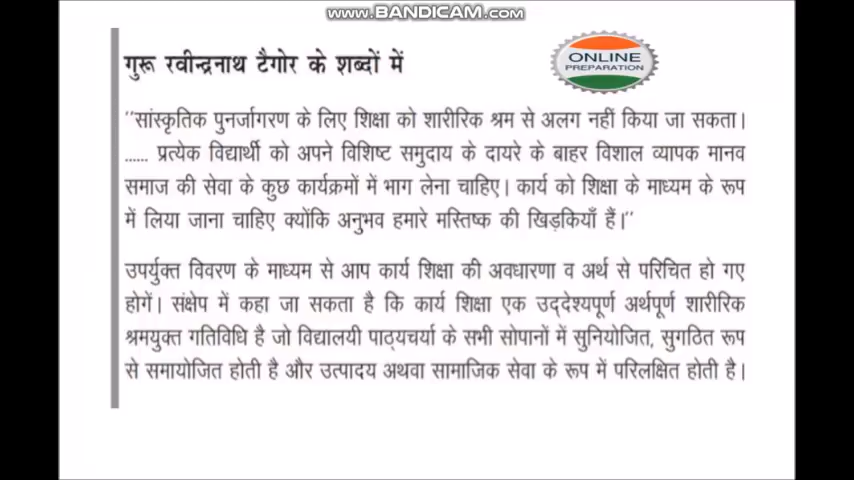 www.BANDICAM.com
गुरू रवीन्द्रनाथ टैगोर के शब्दों में
ONLINE
PREPARATION
''सांस्कृतिक पुनर्जागरण के लिए शिक्षा को शारीरिक श्रम से अलग नहीं किया जा सकता।
...... प्रत्येक विद्यार्थी को अपने विशिष्ट समुदाय के दायरे के बाहर विशाल व्यापक मानव
समाज की सेवा के कुछ कार्यक्रमों में भाग लेना चाहिए। कार्य को शिक्षा के माध्यम के रूप
में लिया जाना चाहिए क्योंकि अनुभव हमारे मस्तिष्क की खिड़कियाँ हैं।''
उपर्युक्त विवरण के माध्यम से आप कार्य शिक्षा की अवधारणा व अर्थ से परिचित हो गए
होगें। संक्षेप में कहा जा सकता है कि कार्य शिक्षा एक उद्देश्यपूर्ण अर्थपूर्ण शारीरिक
श्रमयुक्त गतिविधि है जो विद्यालयी पाठ्यचर्या के सभी सोपानों में सुनियोजित, सुगठित रूप
से समायोजित होती है और उत्पादय अथवा सामाजिक सेवा के रूप में परिलक्षित होती है।